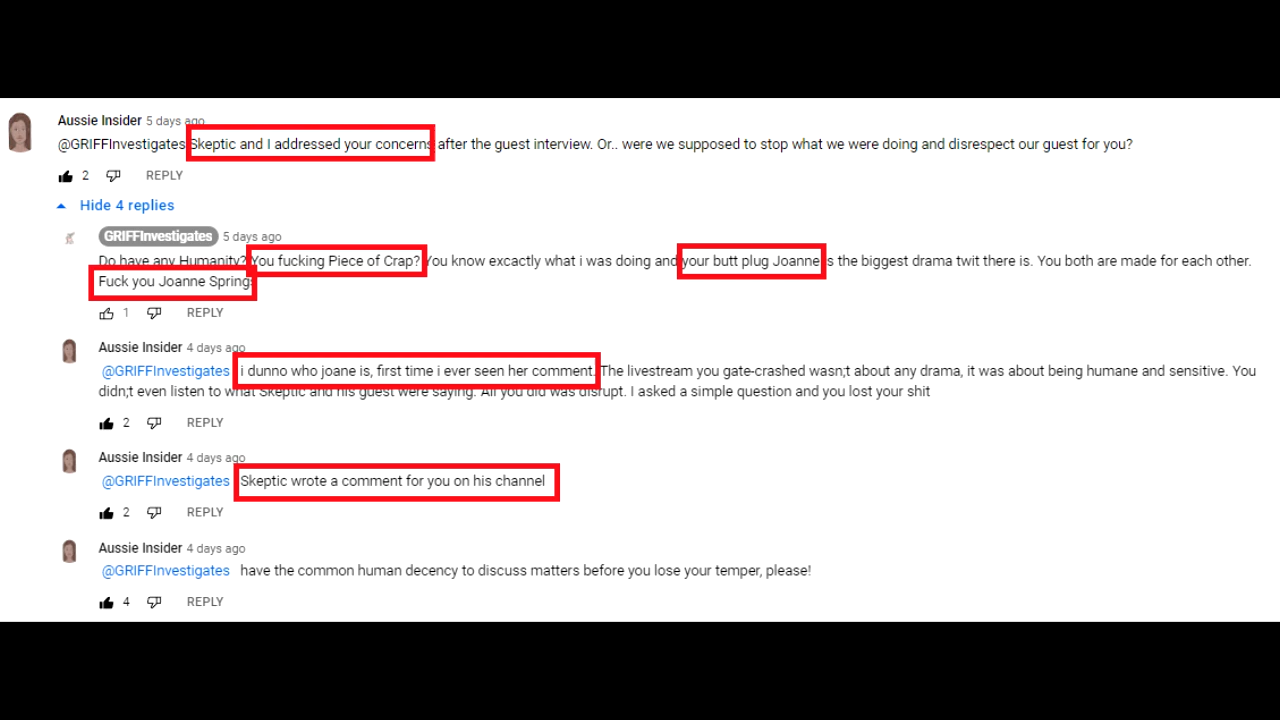 Aussie Insider 5 days ago
@GRIFFInvestigates Skeptic and I addressed your concerns after the guest interview. Or.. were we supposed to stop what we were doing and disrespect our guest for you?
2 REPLY
Hide 4 replies
GRIFFInvestigates 5 days ago
Do have any Humanity? You fucking Piece of Crap? You know excactly what i was doing and your butt plug Joanne is the biggest drama twit there is. You both are made for each other.
Fuck you Joanne Springs
1 REPLY
Aussie Insider 4 days ago
@GRIFFInvestigates i dunno who joane is, first time i ever seen her comment. The livestream you gate-crashed wasn;t about any drama, it was about being humane and sensitive. You
didn;t even listen to what Skeptic and his guest were saying. All you did was disrupt. I asked a simple question and you lost your shit
2 REPLY
Aussie Insider 4 days ago
@GRIFFInvestigates Skeptic wrote a comment for you on his channel
2 REPLY
Aussie Insider 4 days ago
@GRIFFInvestigates have the common human decency to discuss matters before you lose your temper, please!
4 REPLY